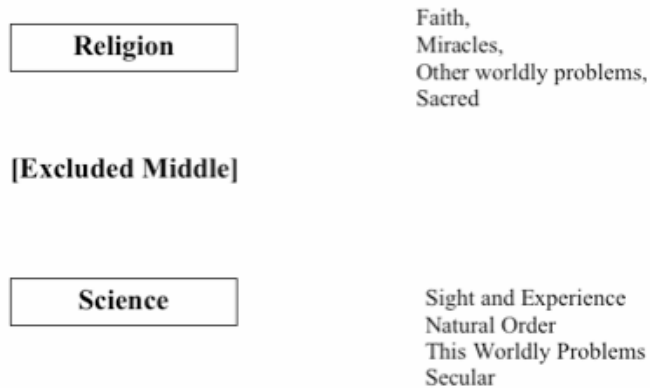 Religion
Faith,
Miracles,
Other worldly problems,
Sacred
[Excluded Middle]
Science
Sight and Experience
Natural Order
This Worldly Problems
Secular